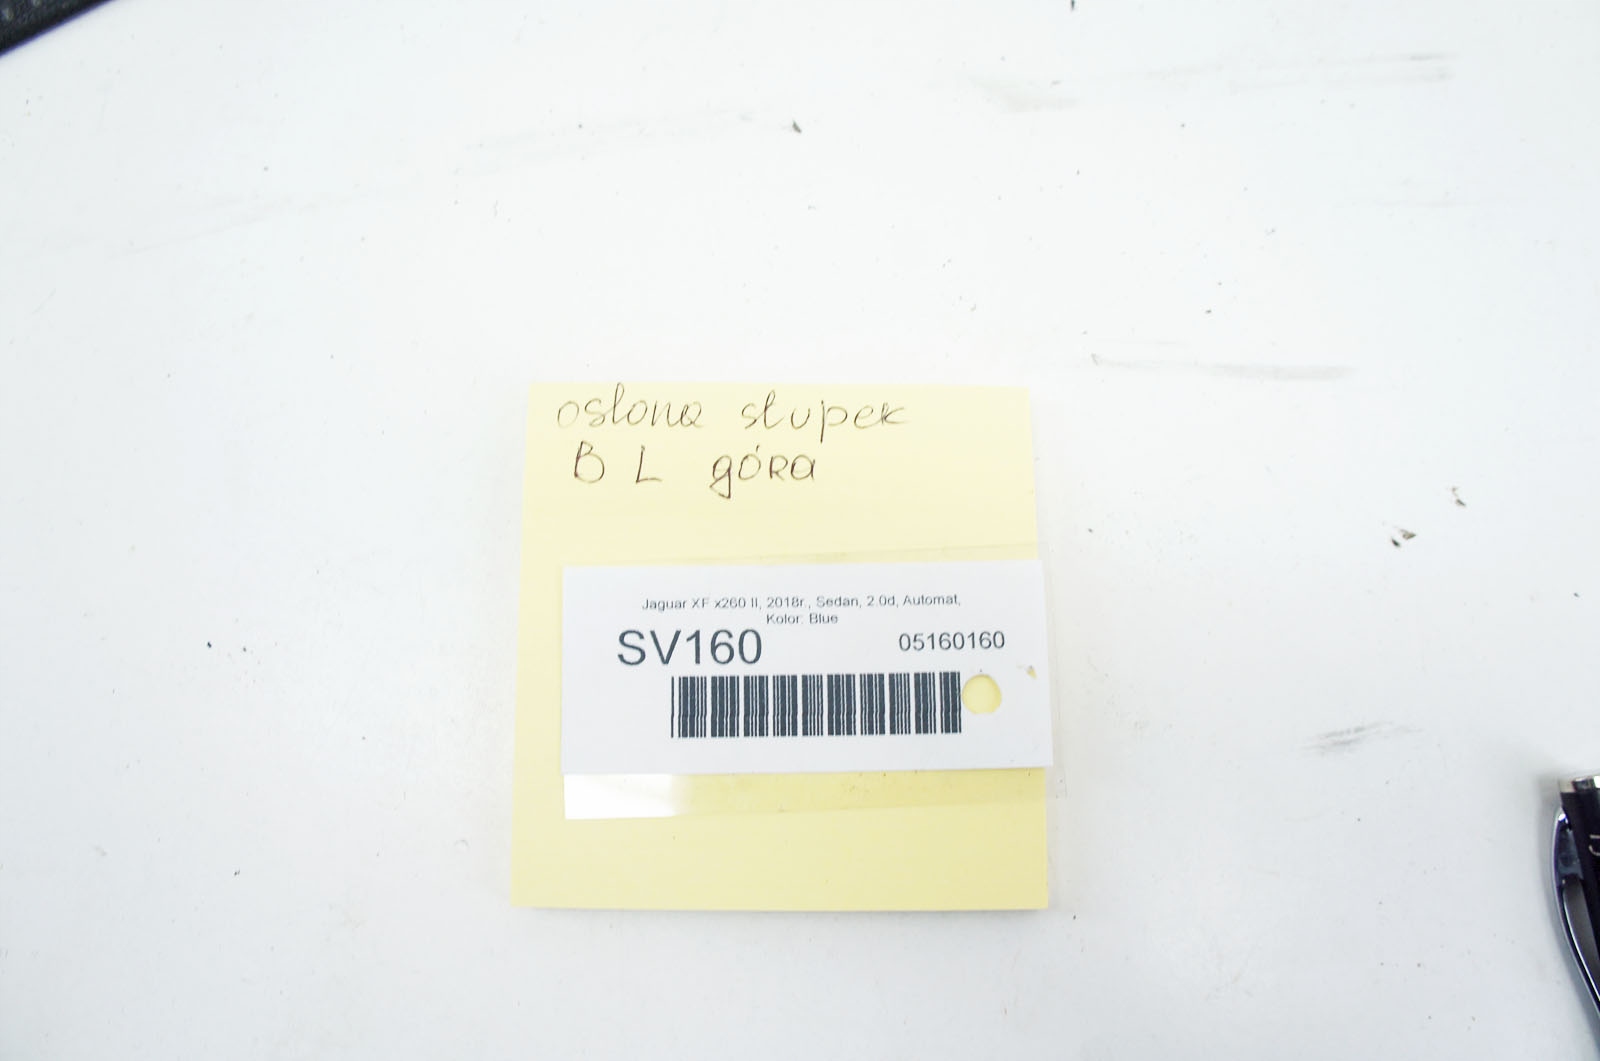 osłona słupek
B L góra
Jaguar XF x260 II, 2018r., Sedan, 2.0d, Automat,
Kolor: Blue
SV160 05160160